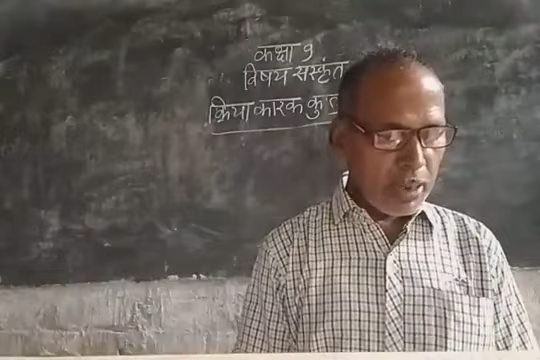 कक्षा 9
विषय संस्कृत
क्रिया कारक